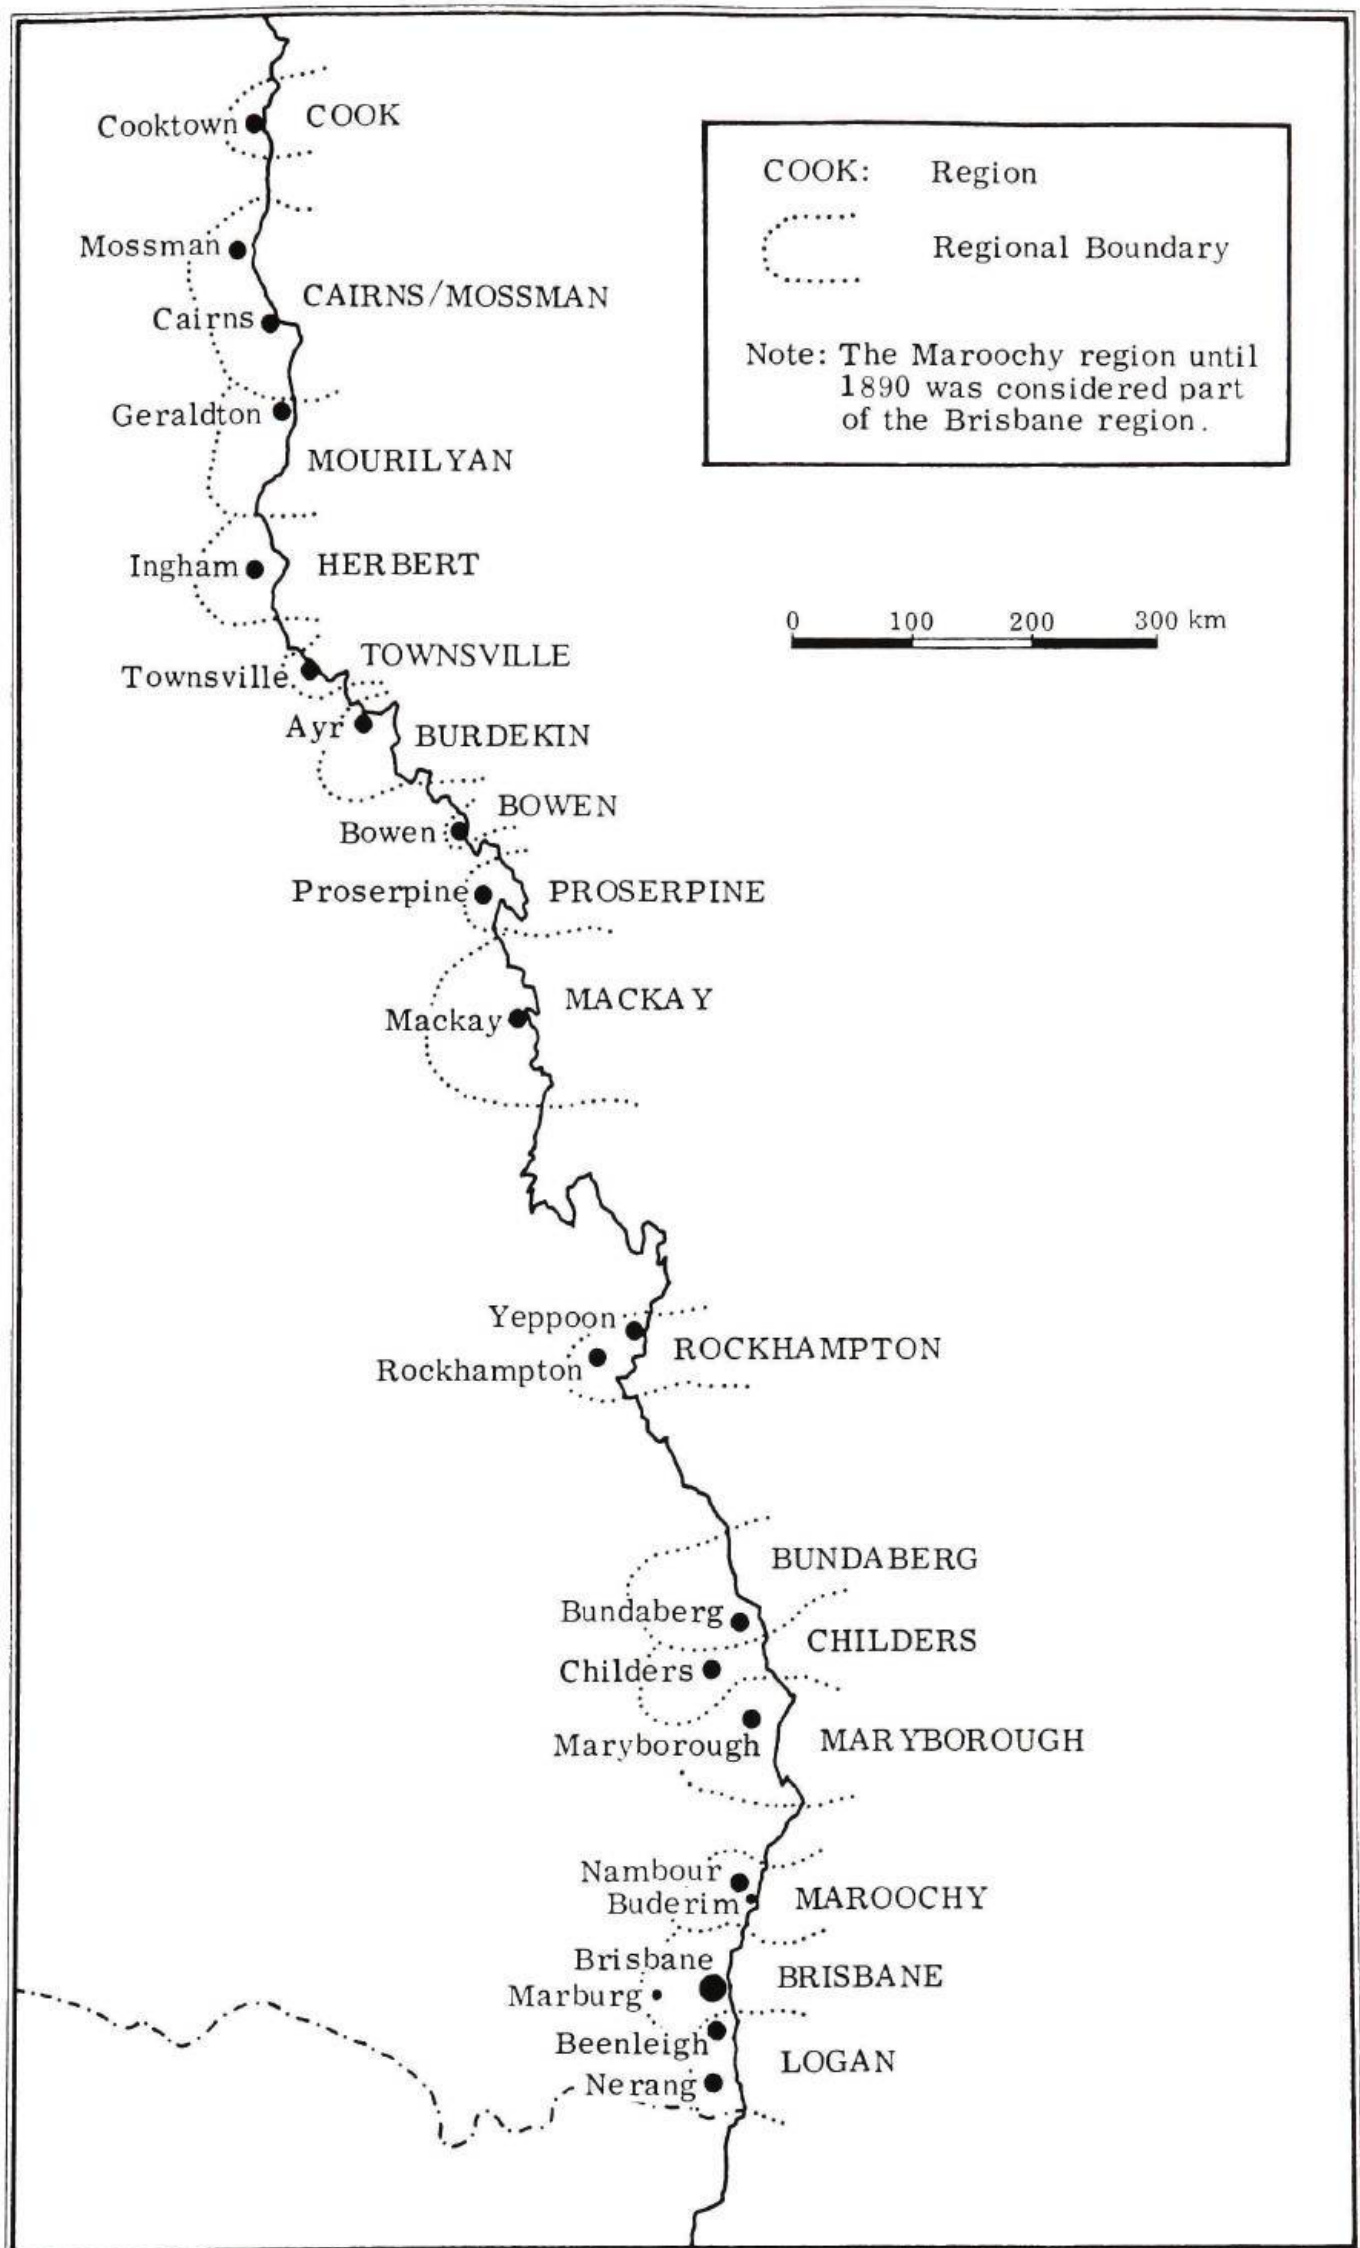 COOK: Region
Regional Boundary
Note: The Maroochy region until
1890 was considered part
of the Brisbane region.
0 100 200 300 km
Cooktown COOK
Mossman
CAIRNS/MOSSMAN
Cairns
Geraldton
MOURILYAN
Ingham HERBERT
TOWNSVILLE
Townsville
Ayr BURDEKIN
BOWEN
Bowen
Proserpine PROSERPINE
MACKAY
Mackay
Yeppoon
ROCKHAMPTON
Rockhampton
BUNDABERG
Bundaberg
CHILDERS
Childers
MARYBOROUGH
Maryborough
Nambour
Buderim MAROOCHY
Brisbane
BRISBANE
Marburg
Beenleigh
LOGAN
Nerang